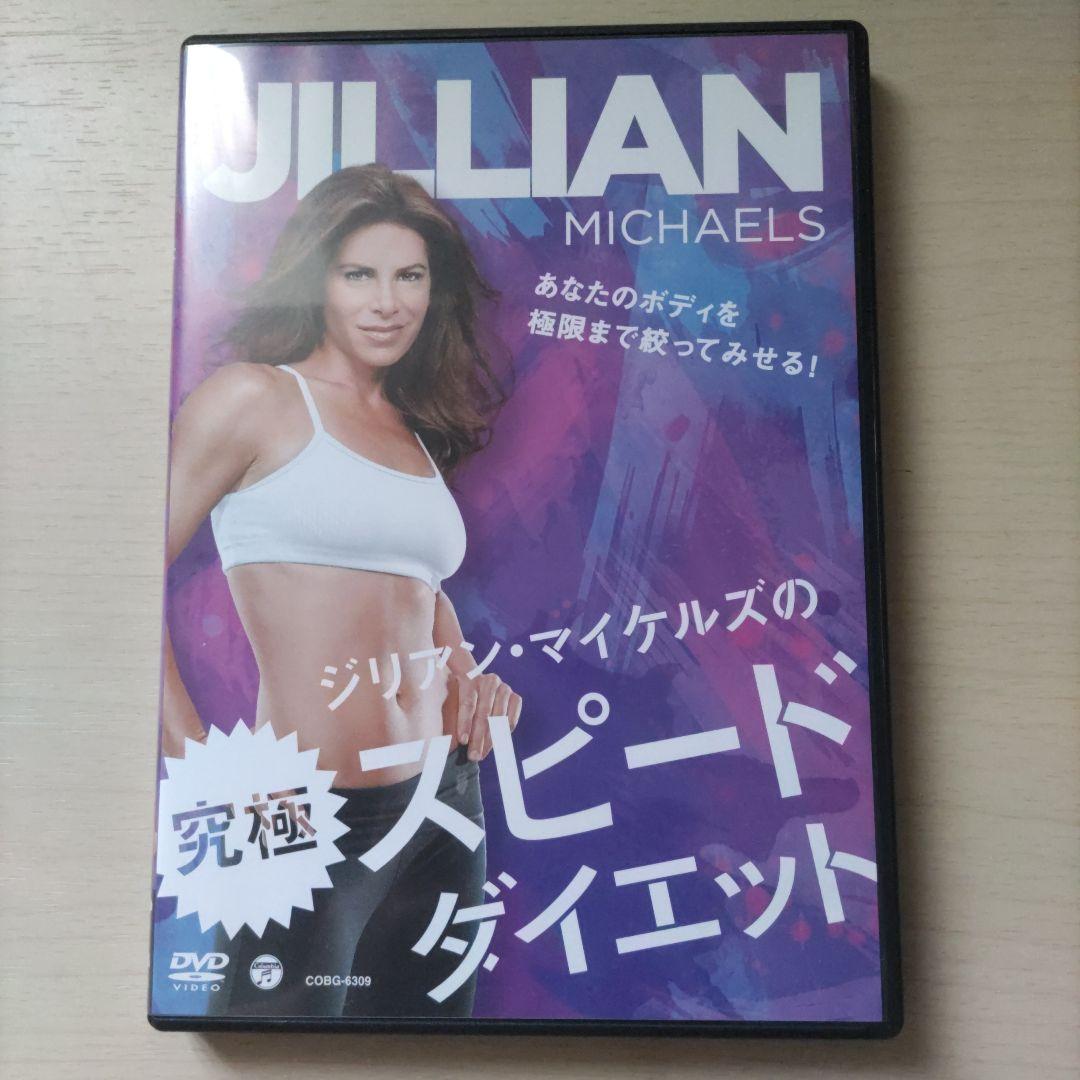 JILLIAN
MICHAELS
あなたのボディを
極限まで絞ってみせる!
ジリアン・マイケルズの
究極
スピード
ダイエット
DVD
VIDEO
Columbia
COBG-6309